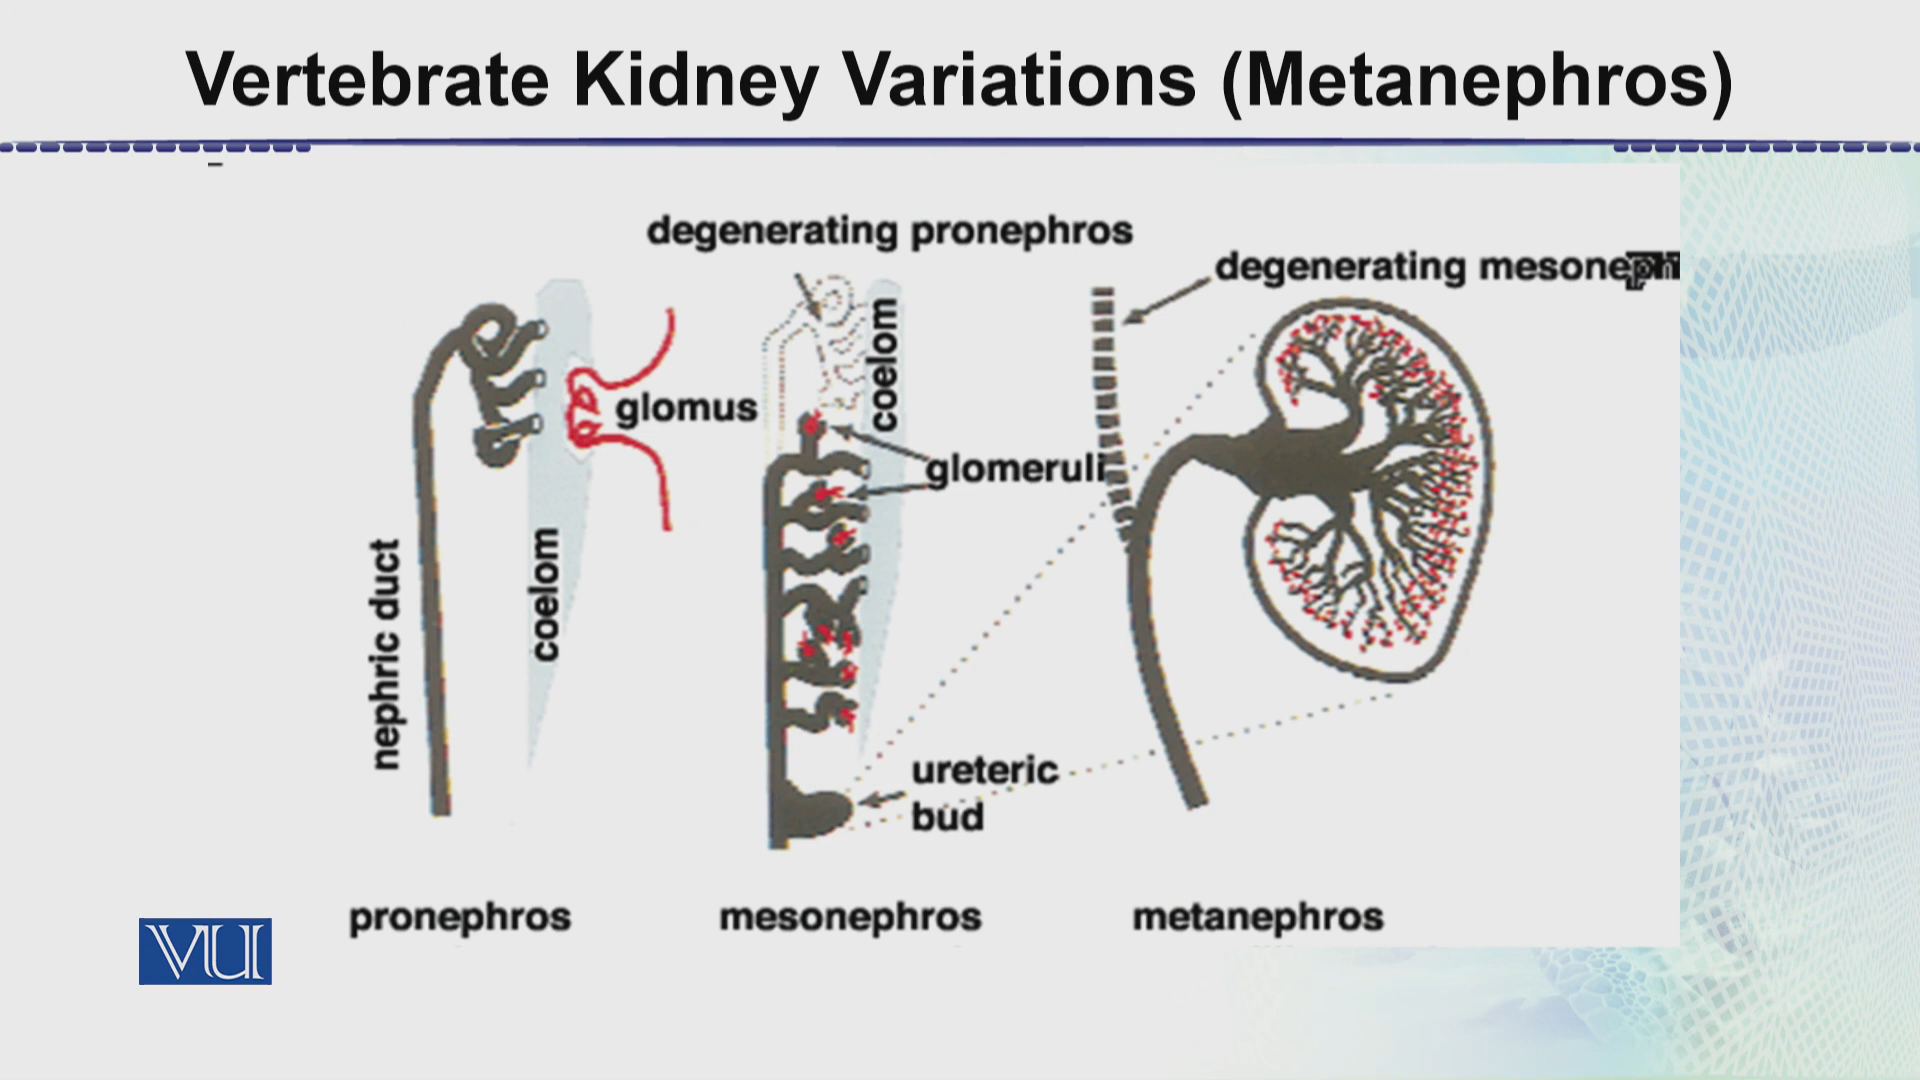 Vertebrate Kidney Variations (Metanephros)
degenerating pronephros
degenerating
coelom
glomus
glomeruli
nephric duct
coelom
ureteric
bud
pronephros
mesonephros
metanephros
VU